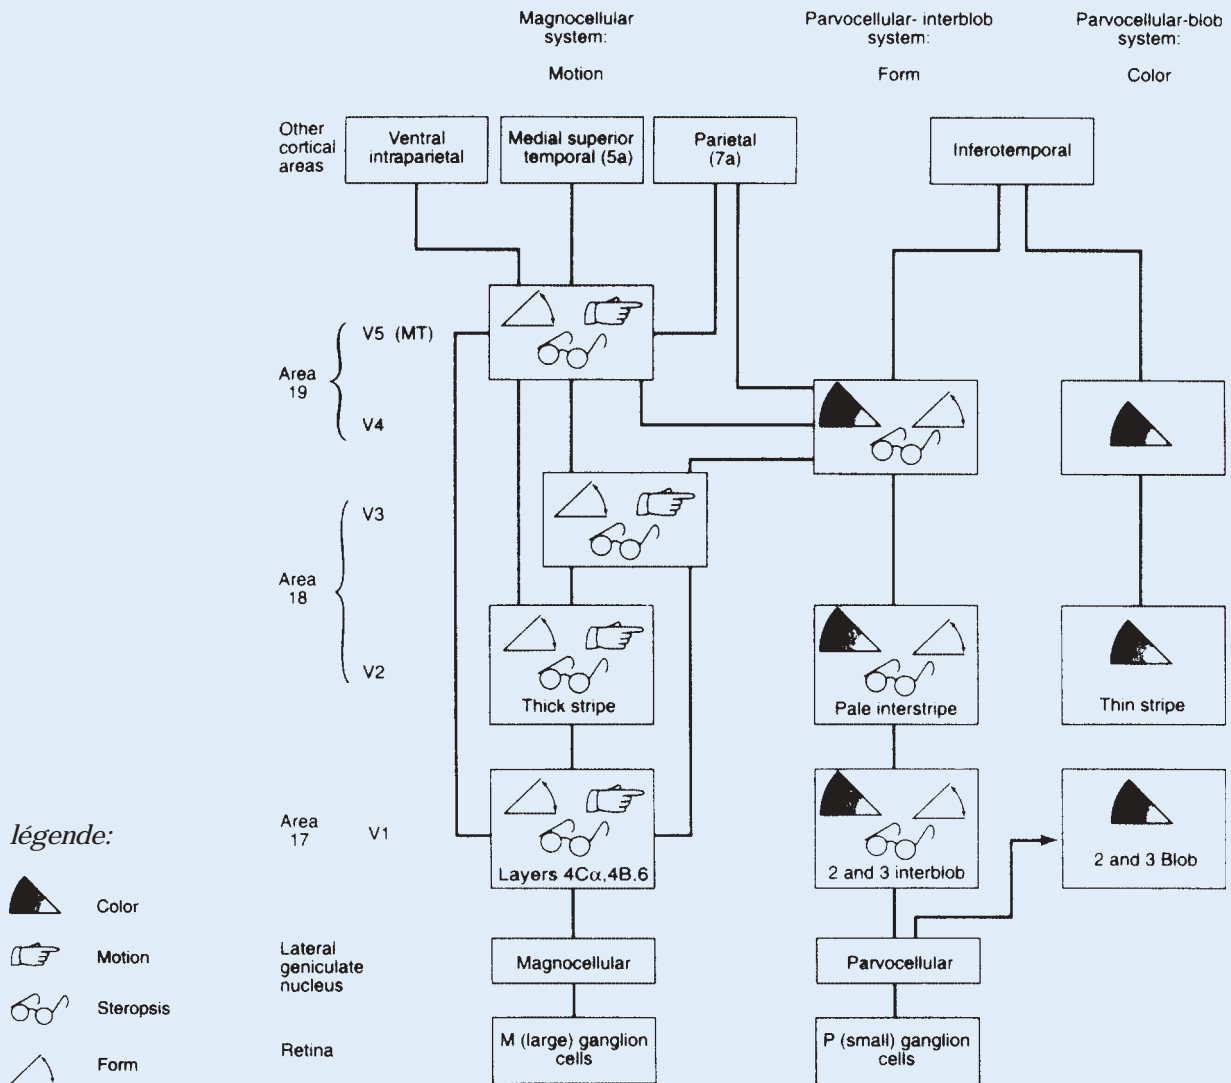 Magnocellular
system:
Motion
Parvocellular- interblob
system:
Form
Parvocellular-blob
system:
Color
Other
cortical
areas
Ventral
intraparietal
Medial superior
temporal (5a)
Parietal
(7a)
Inferotemporal
V5 (MT)
Area
19
V4
V3
Area
18
V2
Thick stripe
Pale interstripe
Thin stripe
Area
17
V1
Layers 4Cα,4B.6
2 and 3 interblob
2 and 3 Blob
légende:
Color
Motion
Steropsis
Form
Lateral
geniculate
nucleus
Magnocellular
Parvocellular
Retina
M (large) ganglion
cells
P (small) ganglion
cells